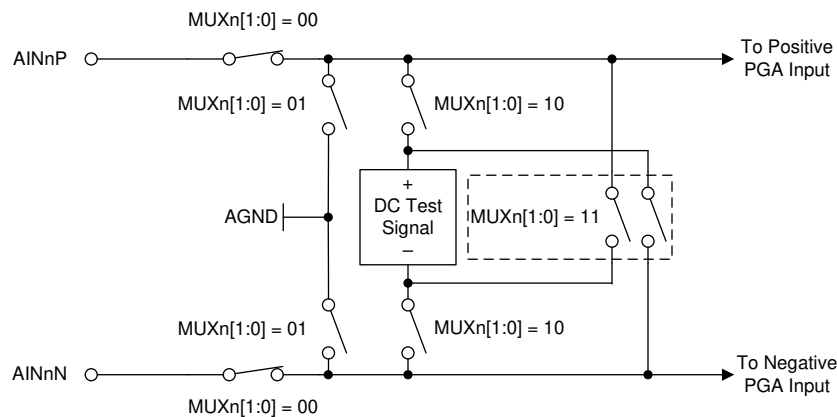 MUXn[1:0] = 00
AINnP
To Positive
PGA Input
MUXn[1:0] = 01
MUXn[1:0] = 10
+
DC Test
Signal
–
AGND
MUXn[1:0] = 11
MUXn[1:0] = 01
MUXn[1:0] = 10
AINnN
To Negative
PGA Input
MUXn[1:0] = 00